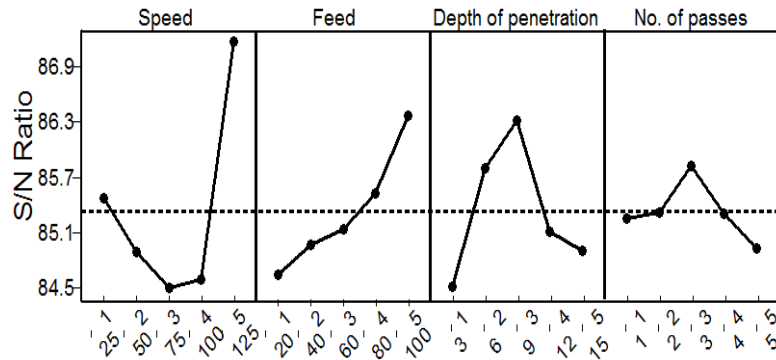 Speed Feed Depth of penetration No. of passes
S/N Ratio
86.9
86.3
85.7
85.1
84.5
1 2 3 4 5 1 2 3 4 5 1 2 3 4 5 1 2 3 4 5
25 50 75 100 125 20 40 60 80 100 3 6 9 12 15 1 2 3 4 5